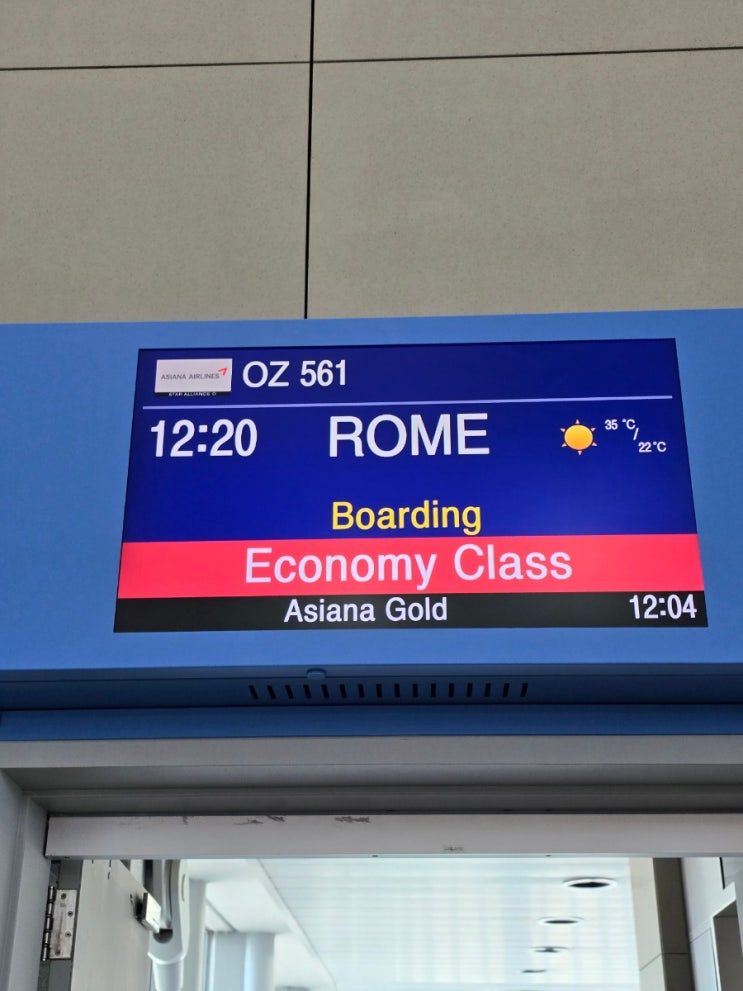 ASIANA AIRLINES
STAR ALLIANCE
OZ 561
12:20 ROME 35 °C/ 22 °C
Boarding
Economy Class
Asiana Gold 12:04